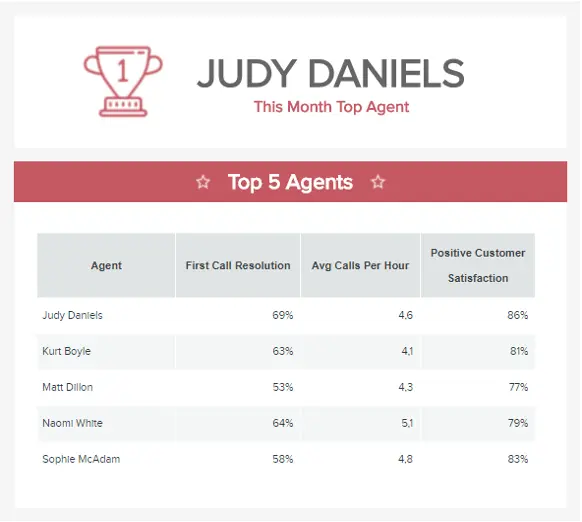 1
JUDY DANIELS
This Month Top Agent
Top 5 Agents
Agent First Call Resolution Avg Calls Per Hour Positive Customer Satisfaction
Judy Daniels 69% 4,6 86%
Kurt Boyle 63% 4,1 81%
Matt Dillon 53% 4,3 77%
Naomi White 64% 5,1 79%
Sophie McAdam 58% 4,8 83%